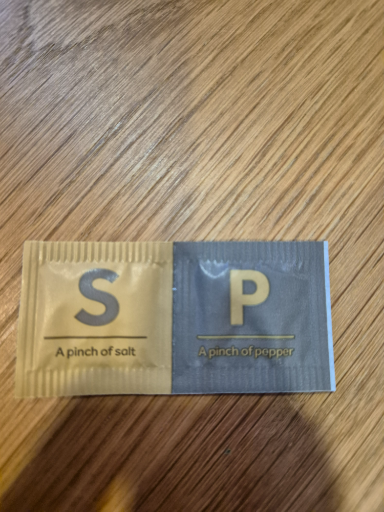 S
A pinch of salt
P
A pinch of pepper